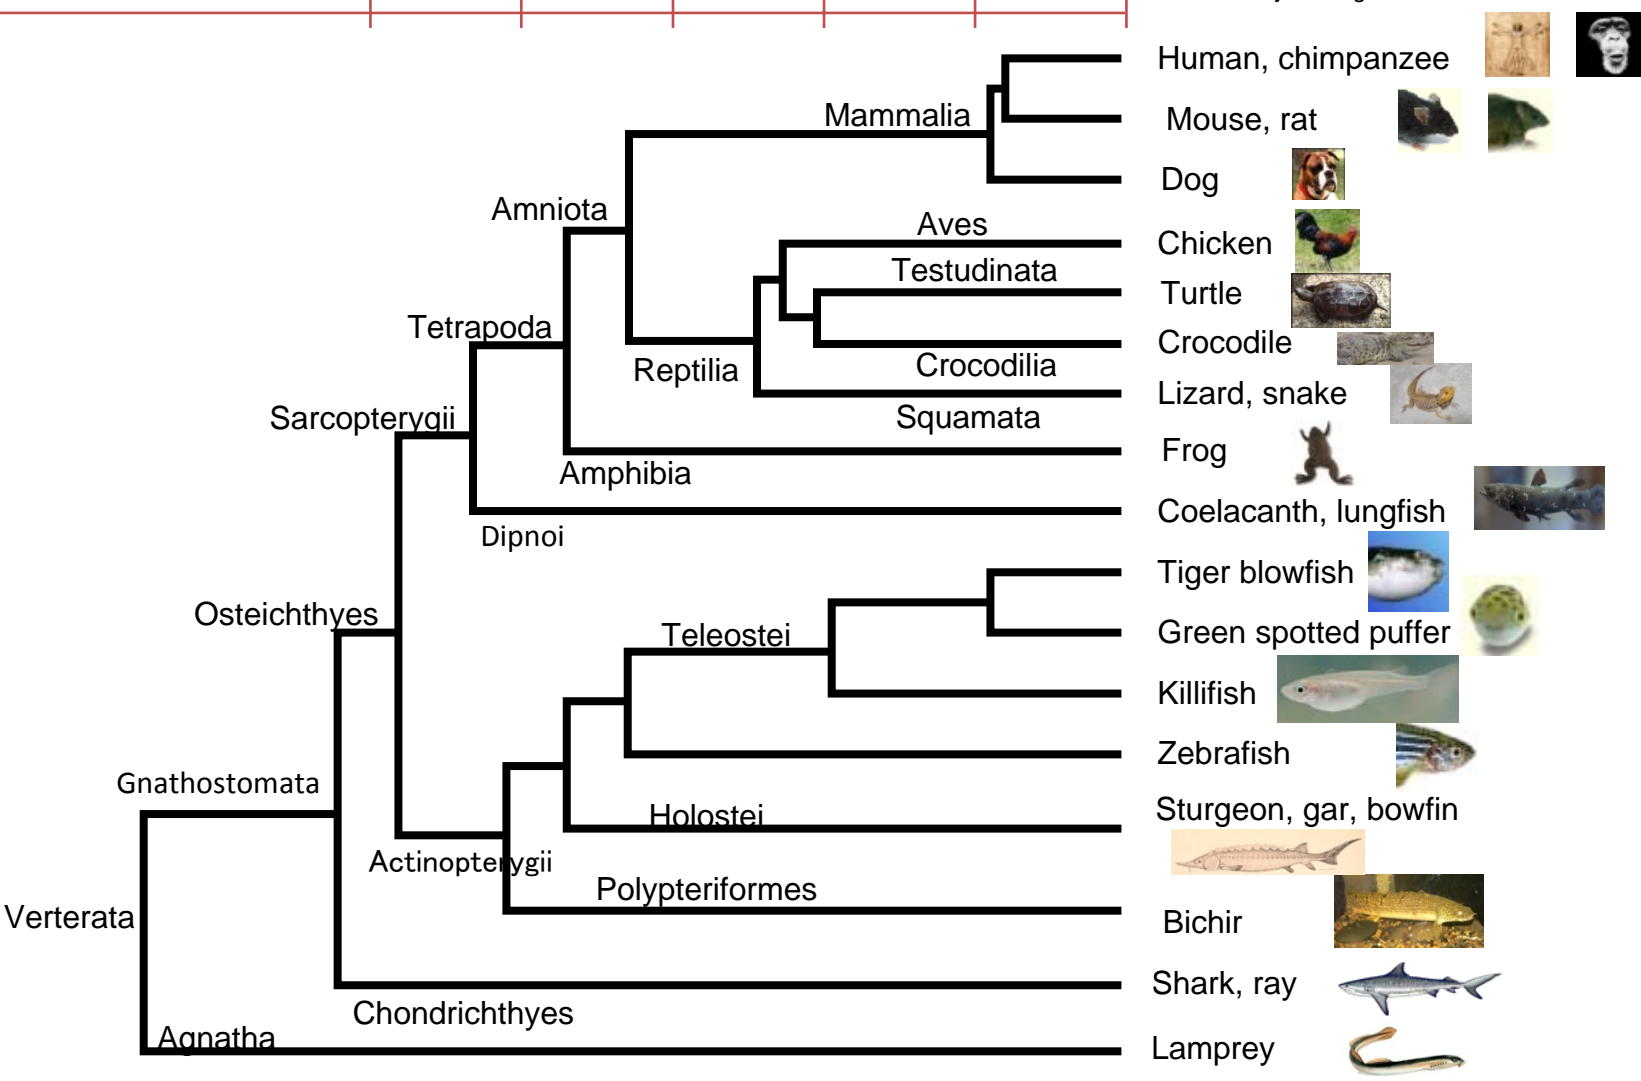 Human, chimpanzee
Mammalia
Mouse, rat
Dog
Amniota
Aves
Chicken
Testudinata
Turtle
Tetrapoda
Crocodile
Reptilia
Crocodilia
Lizard, snake
Sarcopterygii
Squamata
Frog
Amphibia
Coelacanth, lungfish
Dipnoi
Tiger blowfish
Osteichthyes
Teleostei
Green spotted puffer
Killifish
Zebrafish
Gnathostomata
Holostei
Sturgeon, gar, bowfin
Actinopterygii
Polypteriformes
Verterata
Bichir
Shark, ray
Chondrichthyes
Agnatha
Lamprey